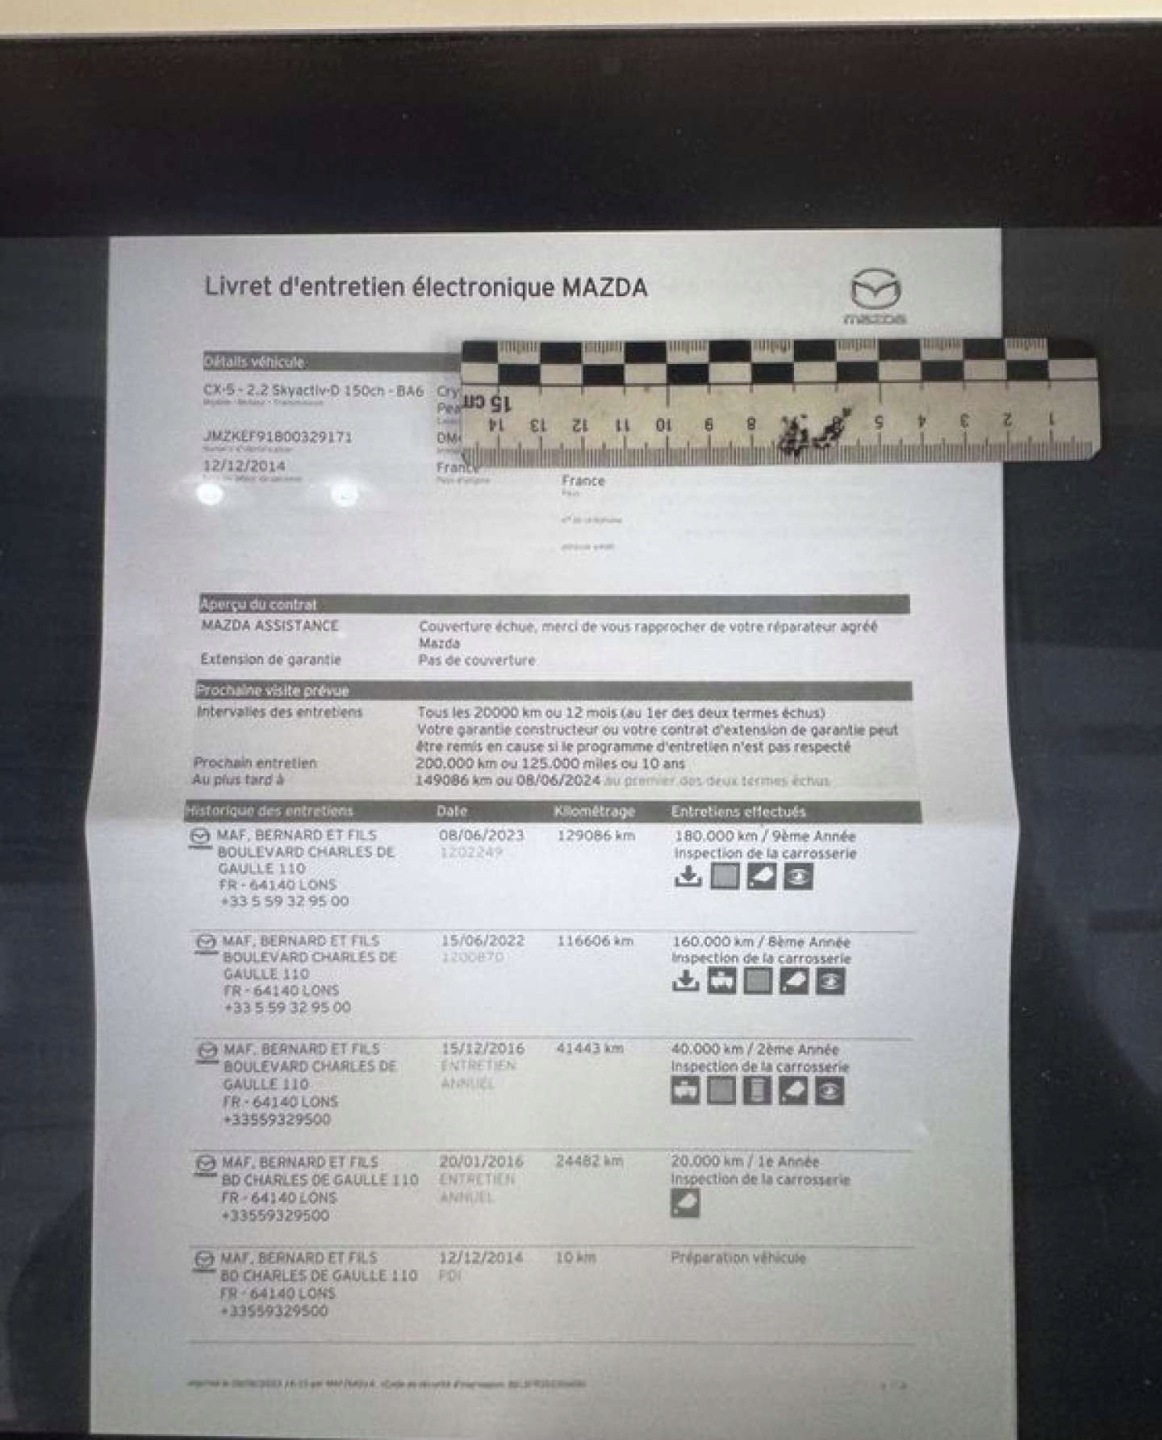 Livret d'entretien électronique MAZDA
mazda
Détails véhicule
CX-5 - 2.2 Skyactiv-D 150ch - BA6
Cry
Pea
JMZKEF91800329171
DM
12/12/2014
France
France
Pays
15 cm
14 13 12 11 10 9 8 5 4 3 2 1
Aperçu du contrat
MAZDA ASSISTANCE Couverture échue, merci de vous rapprocher de votre réparateur agréé
Mazda
Extension de garantie Pas de couverture
Prochaine visite prévue
Intervalles des entretiens Tous les 20000 km ou 12 mois (au 1er des deux termes échus)
Votre garantie constructeur ou votre contrat d'extension de garantie peut
être remis en cause si le programme d'entretien n'est pas respecté
Prochain entretien 200.000 km ou 125.000 miles ou 10 ans
Au plus tard à 149086 km ou 08/06/2024 au premier des deux termes échus
Historique des entretiens Date Kilométrage Entretiens effectués
MAF. BERNARD ET FILS 08/06/2023 129086 km 180.000 km / 9ème Année
BOULEVARD CHARLES DE 1202249 Inspection de la carrosserie
GAULLE 110
FR - 64140 LONS
+33 5 59 32 95 00
MAF. BERNARD ET FILS 15/06/2022 116606 km 160.000 km / 8ème Année
BOULEVARD CHARLES DE 1200870 Inspection de la carrosserie
GAULLE 110
FR - 64140 LONS
+33 5 59 32 95 00
MAF. BERNARD ET FILS 15/12/2016 41443 km 40.000 km / 2ème Année
BOULEVARD CHARLES DE ENTRETIEN Inspection de la carrosserie
GAULLE 110 ANNUEL
FR - 64140 LONS
+33559329500
MAF. BERNARD ET FILS 20/01/2016 24482 km 20.000 km / 1e Année
BD CHARLES DE GAULLE 110 ENTRETIEN Inspection de la carrosserie
FR - 64140 LONS ANNUEL
+33559329500
MAF. BERNARD ET FILS 12/12/2014 10 km Préparation véhicule
BD CHARLES DE GAULLE 110 PDI
FR - 64140 LONS
+33559329500